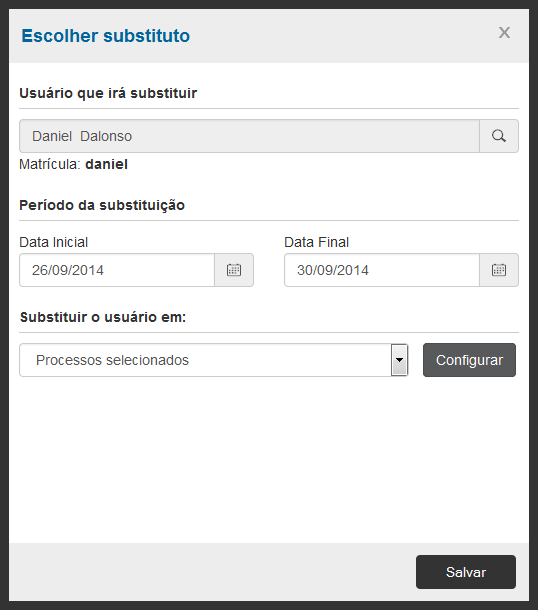 Escolher substituto X
Usuário que irá substituir
Daniel  Dalonso
Matrícula: daniel
Período da substituição
Data Inicial Data Final
26/09/2014 30/09/2014
Substituir o usuário em:
Processos selecionados Configurar
Salvar